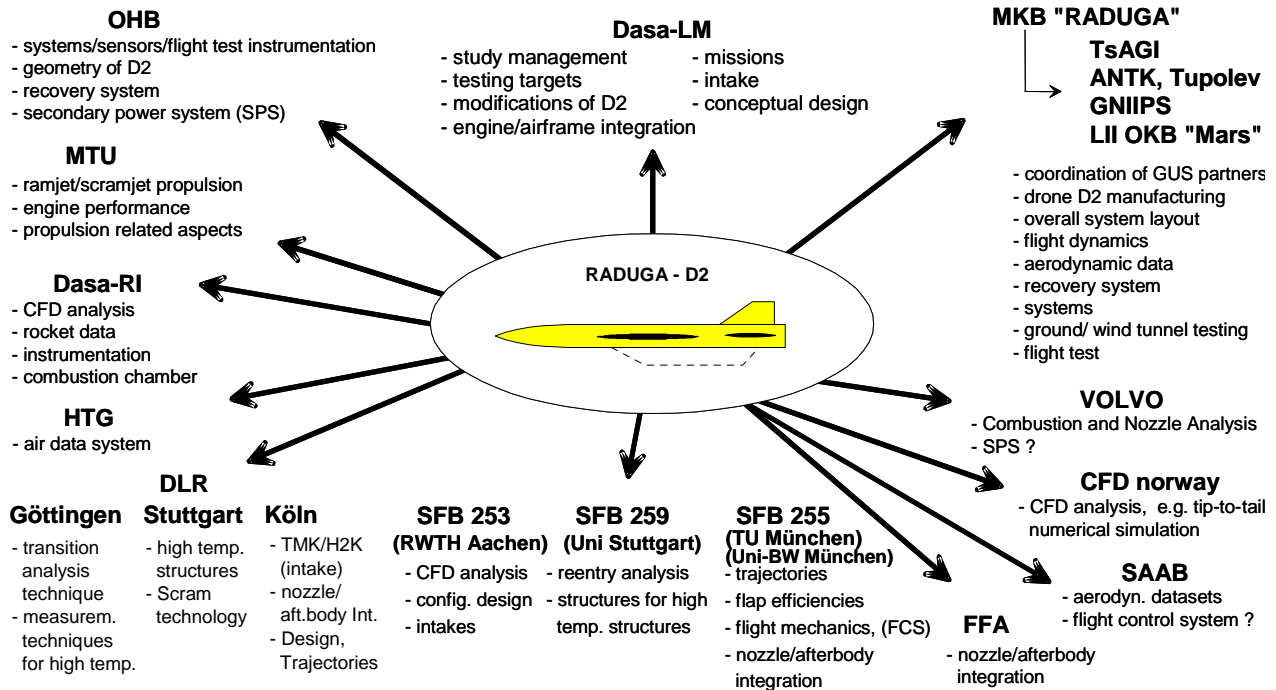 OHB
- systems/sensors/flight test instrumentation
- geometry of D2
- recovery system
- secondary power system (SPS)
Dasa-LM
- study management
- testing targets
- modifications of D2
- engine/airframe integration
- missions
- intake
- conceptual design
MKB "RADUGA"
TsAGI
ANTK, Tupolev
GNIIPS
LII OKB "Mars"
- coordination of GUS partners
- drone D2 manufacturing
- overall system layout
- flight dynamics
- aerodynamic data
- recovery system
- systems
- ground/ wind tunnel testing
- flight test
MTU
- ramjet/scramjet propulsion
- engine performance
- propulsion related aspects
RADUGA - D2
Dasa-RI
- CFD analysis
- rocket data
- instrumentation
- combustion chamber
HTG
- air data system
VOLVO
- Combustion and Nozzle Analysis
- SPS ?
CFD norway
- CFD analysis, e.g. tip-to-tail
numerical simulation
SAAB
- aerodyn. datasets
- flight control system ?
FFA
- nozzle/afterbody
integration
DLR
Göttingen
- transition
analysis
technique
- measurem.
techniques
for high temp.
Stuttgart
- high temp.
structures
- Scram
technology
Köln
- TMK/H2K
(intake)
- nozzle/
aft.body Int.
- Design,
Trajectories
SFB 253
(RWTH Aachen)
- CFD analysis
- config. design
- intakes
SFB 259
(Uni Stuttgart)
- reentry analysis
- structures for high
temp. structures
SFB 255
(TU München)
(Uni-BW München)
- trajectories
- flap efficiencies
- flight mechanics, (FCS)
- nozzle/afterbody
integration